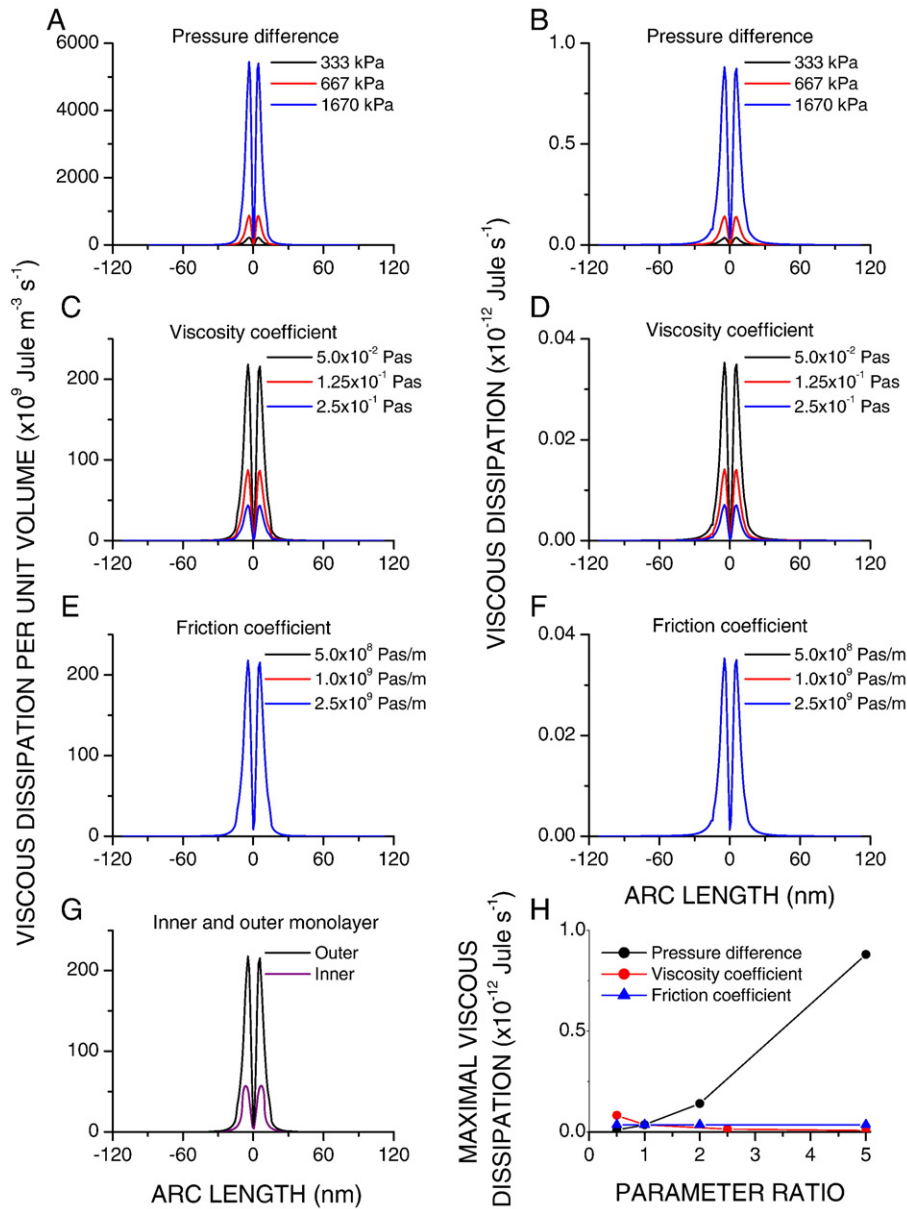 A
Pressure difference
333 kPa
667 kPa
1670 kPa
6000
4000
2000
0
-120 -60 0 60 120
B
Pressure difference
333 kPa
667 kPa
1670 kPa
1.0
0.5
0.0
-120 -60 0 60 120
C
Viscosity coefficient
5.0x10⁻² Pas
1.25x10⁻¹ Pas
2.5x10⁻¹ Pas
200
100
0
-120 -60 0 60 120
D
Viscosity coefficient
5.0x10⁻² Pas
1.25x10⁻¹ Pas
2.5x10⁻¹ Pas
0.04
0.02
0.00
-120 -60 0 60 120
E
Friction coefficient
5.0x10⁸ Pas/m
1.0x10⁹ Pas/m
2.5x10⁹ Pas/m
200
100
0
-120 -60 0 60 120
F
Friction coefficient
5.0x10⁸ Pas/m
1.0x10⁹ Pas/m
2.5x10⁹ Pas/m
0.04
0.02
0.00
-120 -60 0 60 120
ARC LENGTH (nm)
G
Inner and outer monolayer
Outer
Inner
200
100
0
-120 -60 0 60 120
ARC LENGTH (nm)
H
Pressure difference
Viscosity coefficient
Friction coefficient
1.0
0.5
0.0
0 1 2 3 4 5
PARAMETER RATIO
VISCOUS DISSIPATION PER UNIT VOLUME (x10⁹ Jule m⁻³ s⁻¹)
VISCOUS DISSIPATION (x10⁻¹² Jule s⁻¹)
MAXIMAL VISCOUS
DISSIPATION (x10⁻¹² Jule s⁻¹)